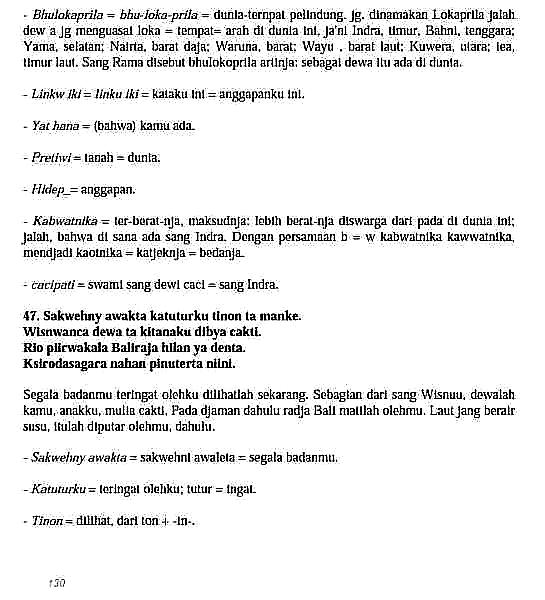 - Bhulokaprila = bhu-loka-prila = dunia-ternpat pelindung. jg. dinamakan Lokaprila jalah
dew a jg menguasai loka = tempat= arah di dunia ini, ja'ni Indra, timur, Bahni, tenggara;
Yama, selatan; Nairita, barat daja; Waruna, barat; Wayu , barat laut; Kuwera, utara; Iea,
timur laut. Sang Rama disebut bhulokoprila artinja: sebagai dewa itu ada di dunia.
- Linkw iki = linku iki = kataku ini = anggapanku ini.
- Yat hana = (bahwa) kamu ada.
- Pretiwi = tanah = dunia.
- Hidep_= anggapan.
- Kabwatnika = ter-berat-nja, maksudnja: lebih berat-nja diswarga dari pada di dunia ini;
jalah, bahwa di sana ada sang Indra. Dengan persamaan b = w kabwatnika kawwatnika,
mendjadi kaotnika = katjeknja = bedanja.
- cacipati = swami sang dewi caci = sang Indra.
47. Sakwehny awakta katuturku tinon ta manke.
Wisnwanca dewa ta kitanaku dibya cakti.
Rio plirwakala Baliraja hilan ya denta.
Ksirodasagara nahan pinuterta niini.
Segala badanmu teringat olehku dilihatlah sekarang. Sebagian dari sang Wisnuu, dewalah
kamu, anakku, mulia cakti, Pada djaman dahulu radja Bali matilah olehmu. Laut jang berair
susu, itulah diputar olehmu, dahulu.
- Sakwehny awakta = sakwehni awaleta = segala badanmu.
- Katuturku = teringat olehku; tutur = ingat.
- Tinon = dilihat, dari ton + -in-.
130